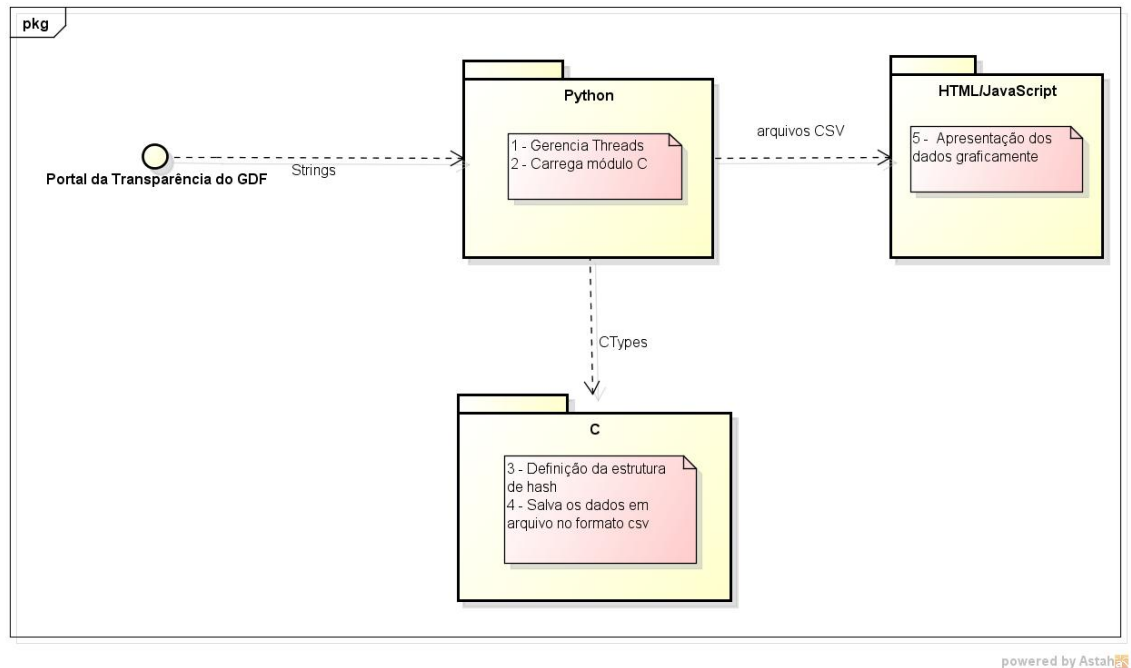 pkg
Python
1 - Gerencia Threads
2 - Carrega módulo C
HTML/JavaScript
5 -  Apresentação dos
dados graficamente
arquivos CSV
Strings
Portal da Transparência do GDF
CTypes
C
3 - Definição da estrutura
de hash
4 - Salva os dados em
arquivo no formato csv
powered by Astah